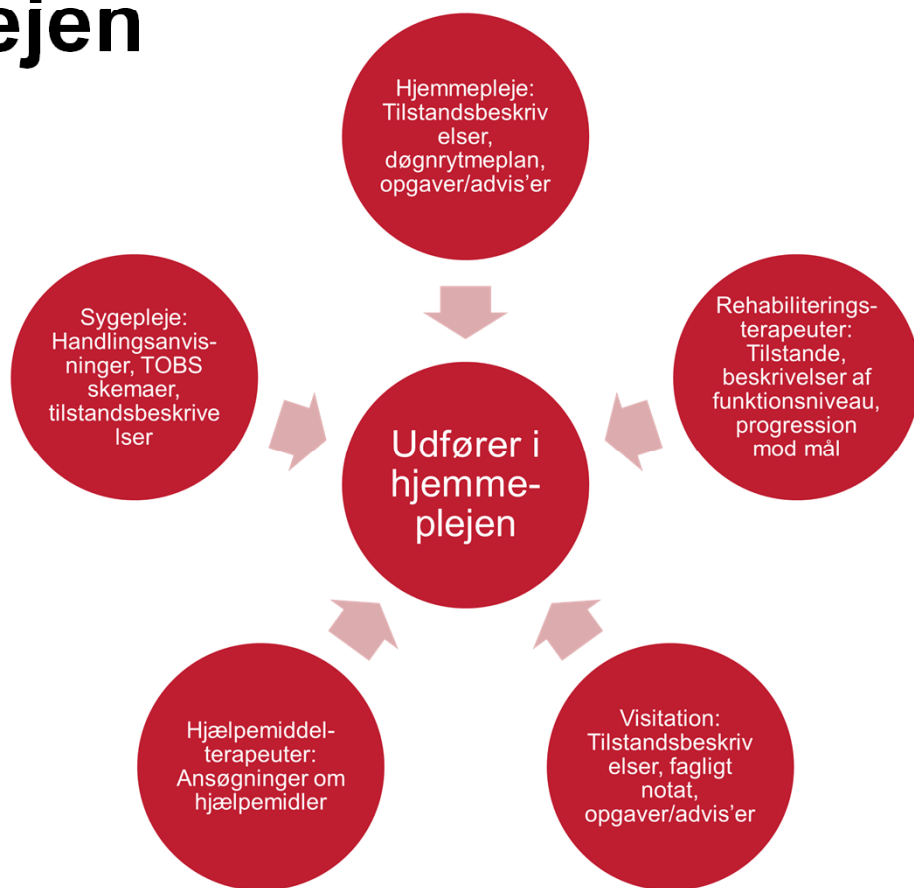 ejen
Hjemmepleje:
Tilstandsbeskriv
elser,
døgnrytmeplan,
opgaver/advis’er
Sygepleje:
Handlingsanvis-
ninger, TOBS
skemaer,
tilstandsbeskrive
lser
Rehabiliterings-
terapeuter:
Tilstande,
beskrivelser af
funktionsniveau,
progression
mod mål
Udfører i
hjemme-
plejen
Hjælpemiddel-
terapeuter:
Ansøgninger om
hjælpemidler
Visitation:
Tilstandsbeskriv
elser, fagligt
notat,
opgaver/advis’er